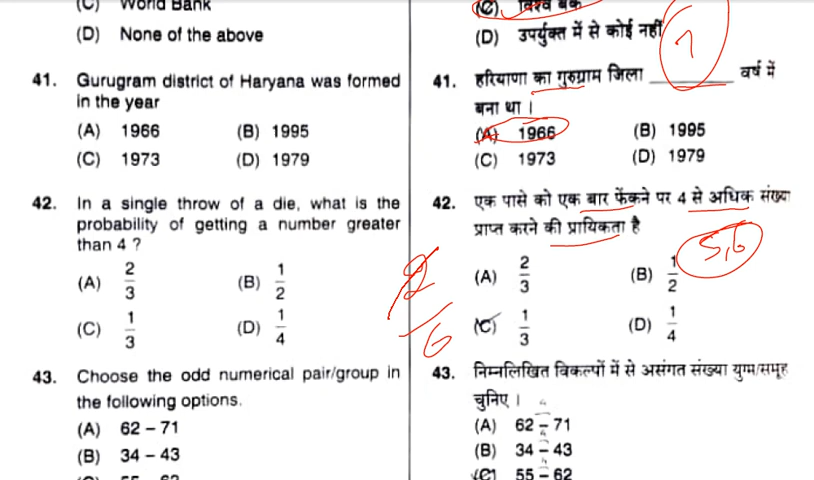 (C) World Bank
(D) None of the above
41. Gurugram district of Haryana was formed
in the year
(A) 1966 (B) 1995
(C) 1973 (D) 1979
42. In a single throw of a die, what is the
probability of getting a number greater
than 4 ?
(A) 2/3 (B) 1/2
(C) 1/3 (D) 1/4
43. Choose the odd numerical pair/group in
the following options.
(A) 62 – 71
(B) 34 – 43
(C) विश्व बैंक
(D) उपर्युक्त में से कोई नहीं
41. हरियाणा का गुरुग्राम जिला ________ वर्ष में
बना था ।
(A) 1966 (B) 1995
(C) 1973 (D) 1979
42. एक पासे को एक बार फेंकने पर 4 से अधिक संख्या
प्राप्त करने की प्रायिकता है
5,6
(A) 2/3 (B) 1/2
(C) 1/3 (D) 1/4
2/6
43. निम्नलिखित विकल्पों में से असंगत संख्या युग्म/समूह
चुनिए ।
(A) 62 – 71
(B) 34 – 43
(C) 55 – 62